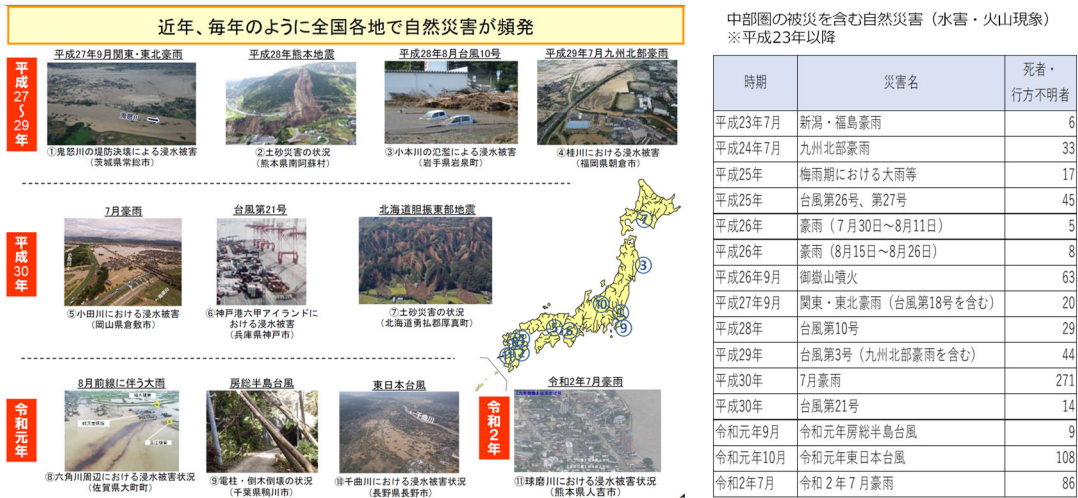 近年、毎年のように全国各地で自然災害が頻発
平成27～29年
平成27年9月関東・東北豪雨
鬼怒川
①鬼怒川の堤防決壊による浸水被害
(茨城県常総市)
平成28年熊本地震
②土砂災害の状況
(熊本県南阿蘇村)
平成28年8月台風10号
③小本川の氾濫による浸水被害
(岩手県岩泉町)
平成29年7月九州北部豪雨
④桂川における浸水被害
(福岡県朝倉市)
平成30年
7月豪雨
⑤小田川における浸水被害
(岡山県倉敷市)
台風第21号
⑥神戸港六甲アイランドに
おける浸水被害
(兵庫県神戸市)
北海道胆振東部地震
⑦土砂災害の状況
(北海道勇払郡厚真町)
⑦
③
⑩
①
⑨
⑤
⑥
令和元年
8月前線に伴う大雨
⑧六角川周辺における浸水被害状況
(佐賀県大町町)
房総半島台風
⑨電柱・倒木倒壊の状況
(千葉県鴨川市)
東日本台風
千曲川
⑩千曲川における浸水被害状況
(長野県長野市)
令和2年
令和2年7月豪雨
⑪球磨川における浸水被害状況
(熊本県人吉市)
中部圏の被災を含む自然災害（水害・火山現象）
※平成23年以降
時期 災害名 死者・行方不明者
平成23年7月 新潟・福島豪雨 6
平成24年7月 九州北部豪雨 33
平成25年 梅雨期における大雨等 17
平成25年 台風第26号、第27号 45
平成26年 豪雨（７月30日～8月11日） 5
平成26年 豪雨（8月15日～8月26日） 8
平成26年9月 御嶽山噴火 63
平成27年9月 関東・東北豪雨（台風第18号を含む） 20
平成28年 台風第10号 29
平成29年 台風第3号（九州北部豪雨を含む） 44
平成30年 7月豪雨 271
平成30年 台風第21号 14
令和元年9月 令和元年房総半島台風 9
令和元年10月 令和元年東日本台風 108
令和2年7月 令和２年７月豪雨 86